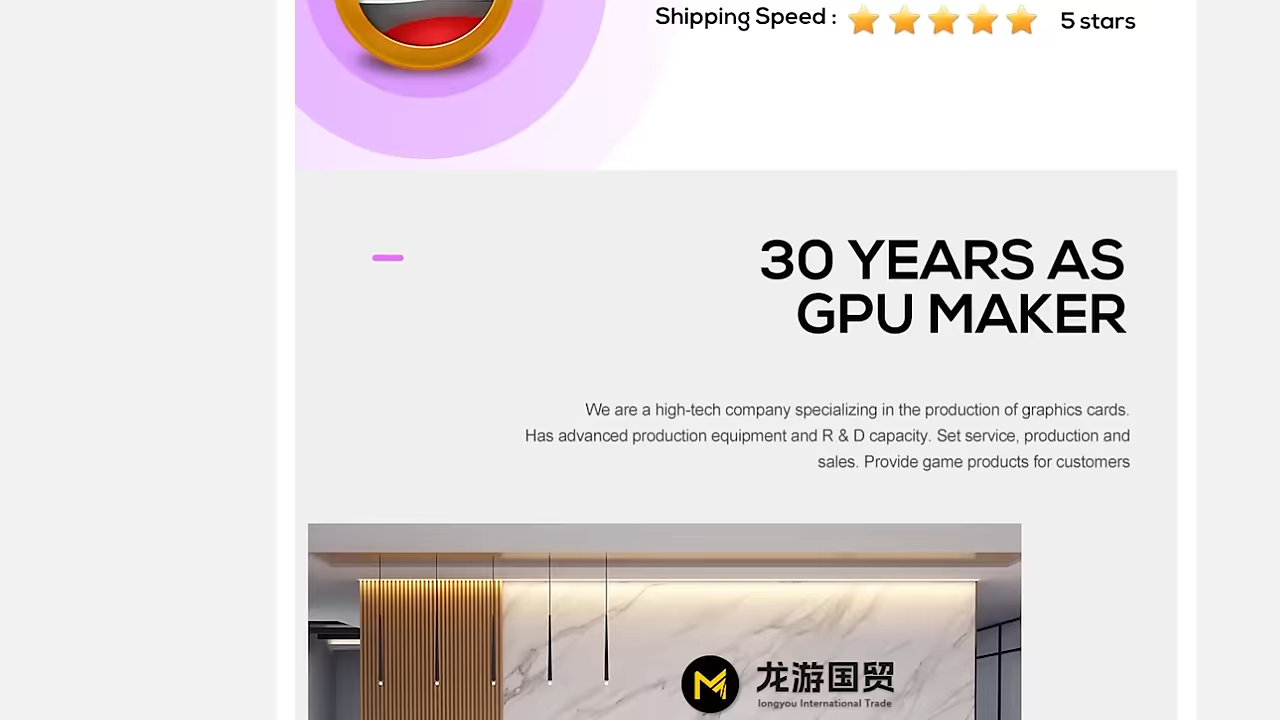 Shipping Speed :
5 stars
30 YEARS AS
GPU MAKER
We are a high-tech company specializing in the production of graphics cards.
Has advanced production equipment and R & D capacity. Set service, production and
sales. Provide game products for customers
龙游国贸
longyou International Trade